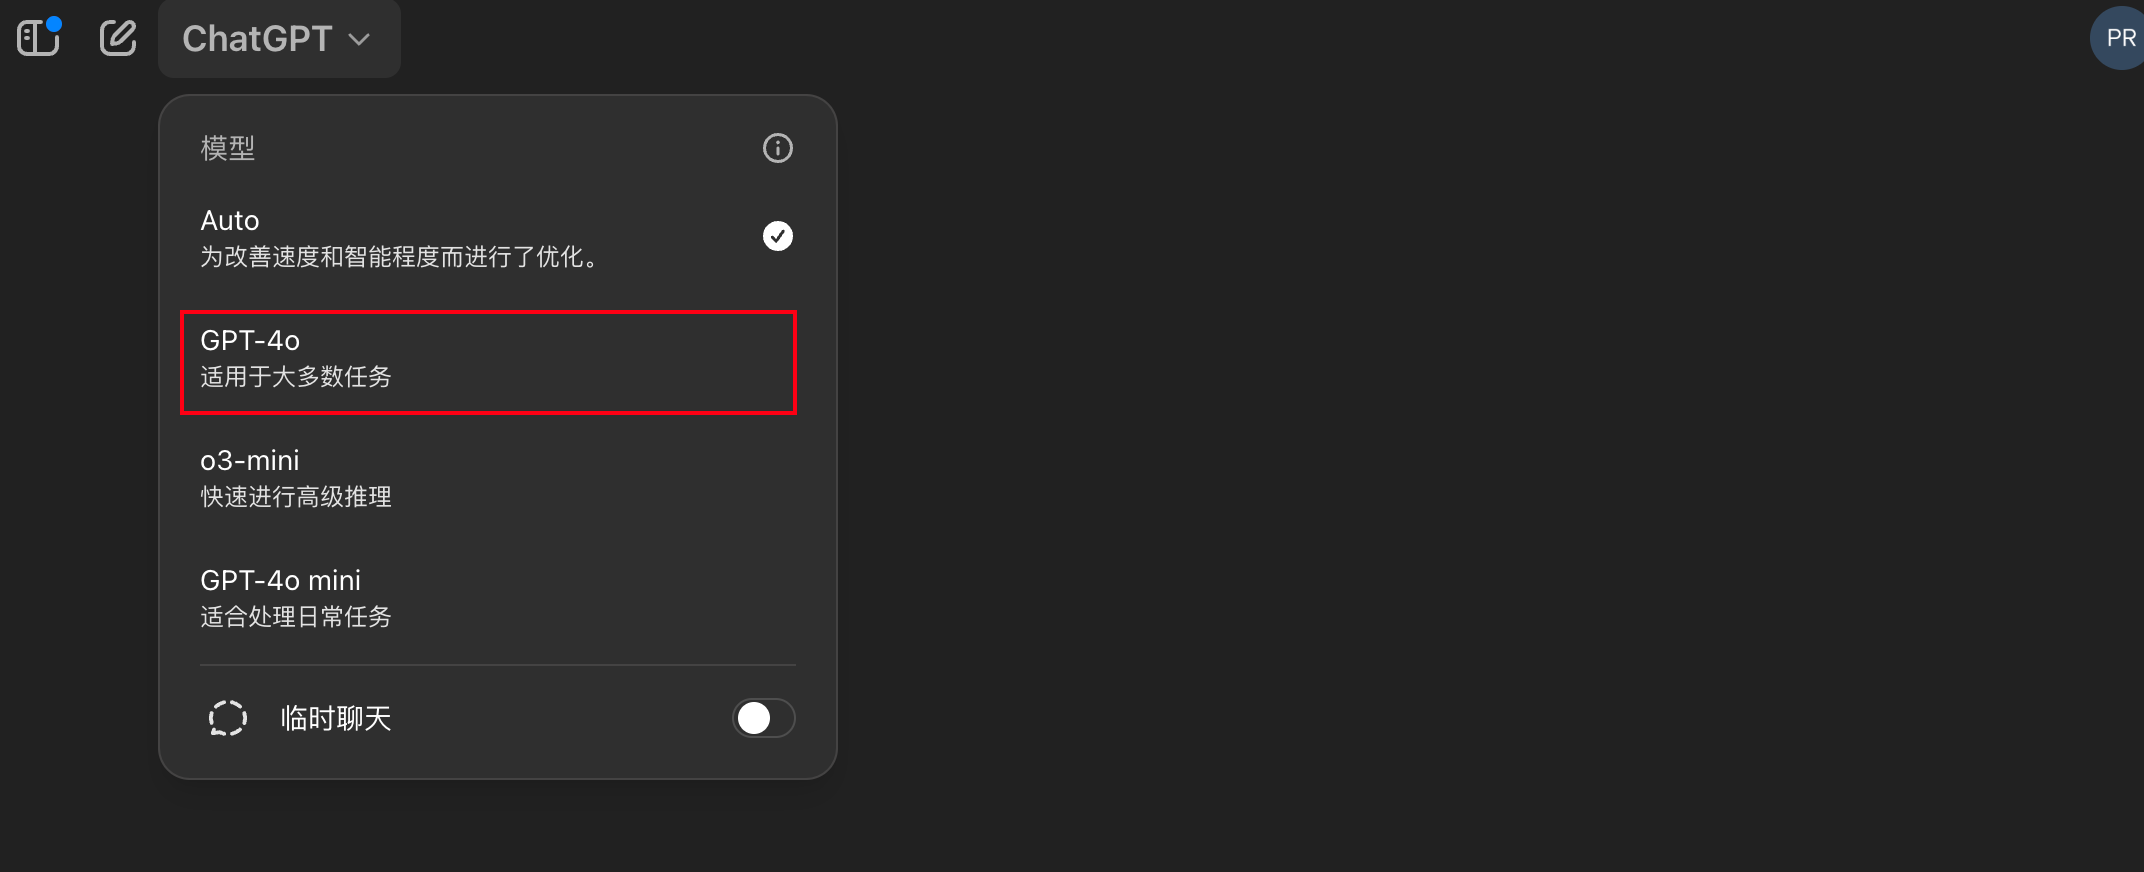 ChatGPT
PR
模型
Auto
为改善速度和智能程度而进行了优化。
GPT-4o
适用于大多数任务
o3-mini
快速进行高级推理
GPT-4o mini
适合处理日常任务
临时聊天